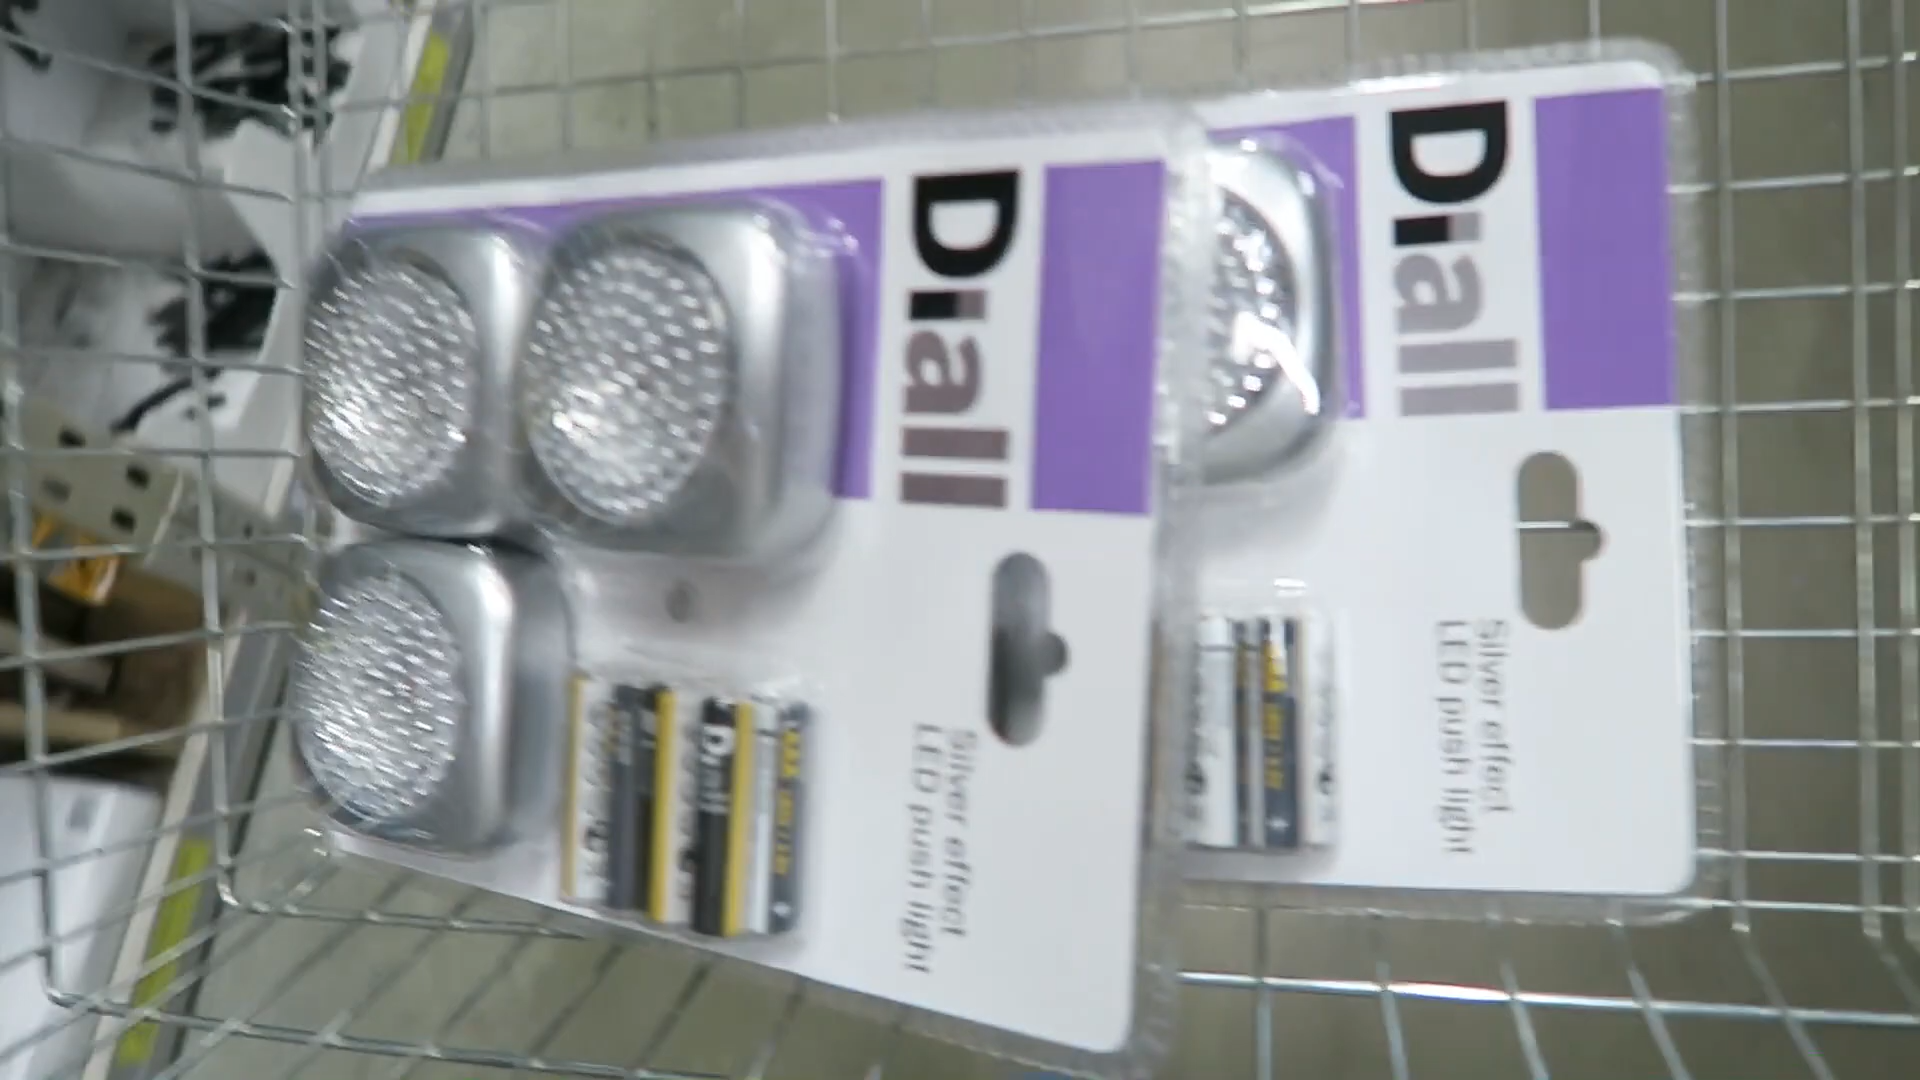 Diall
Silver effect
LED push light
Diall
Diall
Silver effect
LED push light